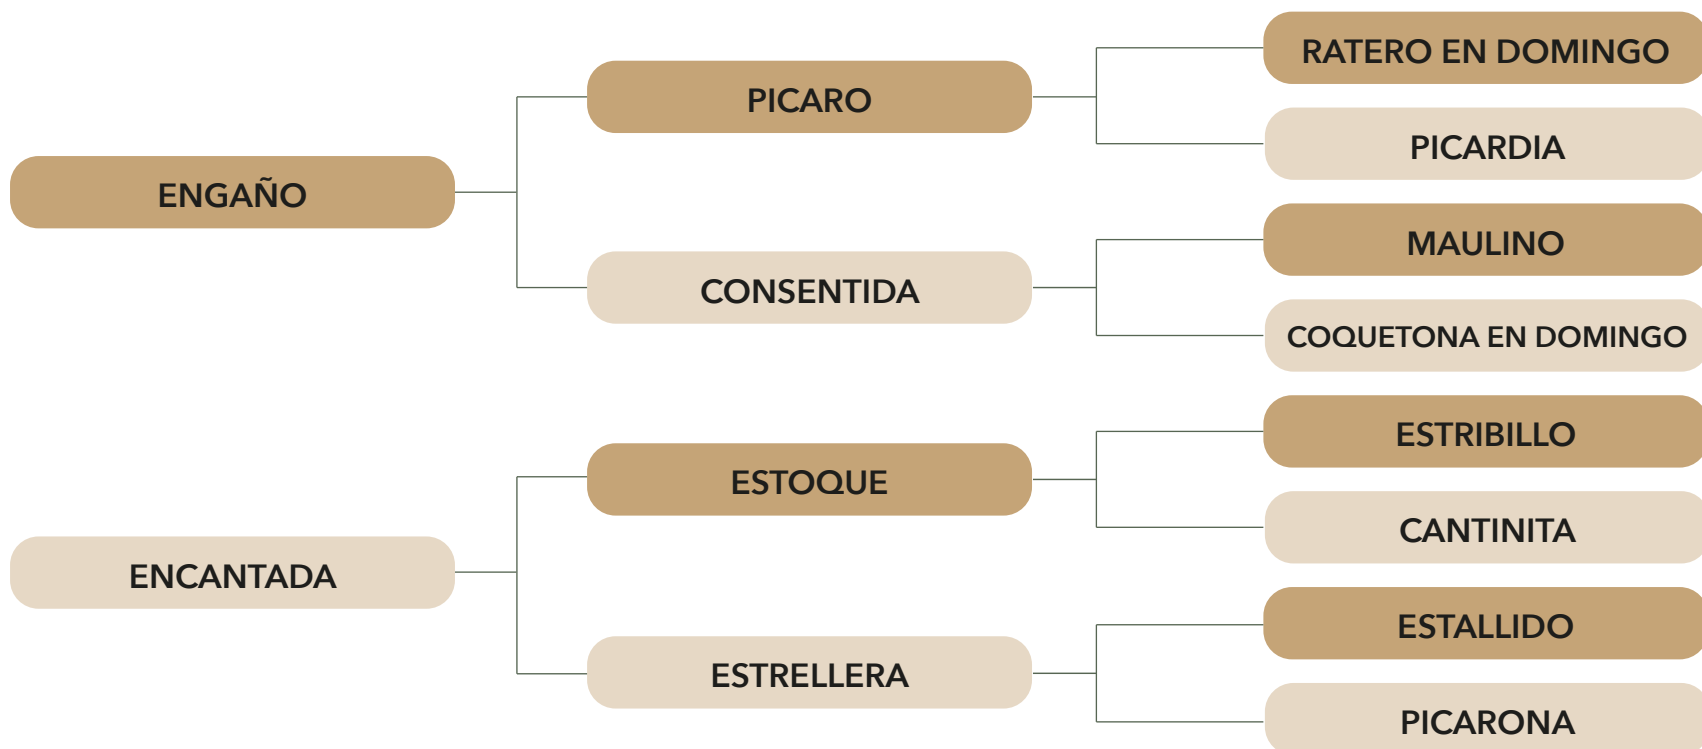 RATERO EN DOMINGO
PICARO
PICARDIA
ENGAÑO
MAULINO
CONSENTIDA
COQUETONA EN DOMINGO
ESTRIBILLO
ESTOQUE
CANTINITA
ENCANTADA
ESTALLIDO
ESTRELLERA
PICARONA